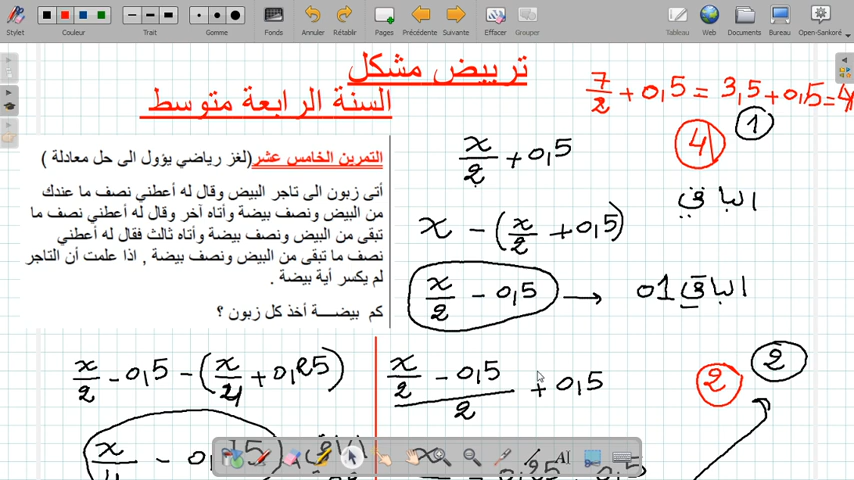 Stylet
Couleur
Trait
Gomme
Fonds
Annuler
Rétablir
Pages
Précédent
Suivant
Effacer
Grouper
Tableau
Web
Documents
Bureau
Open-Sankoré
ترييض مشكل
السنة الرابعة متوسط
7/2 + 0,5 = 3,5 + 0,5 = 4
1
4
x/2 + 0,5
الباقي
التمرين الخامس عشر(لغز رياضي يؤول الى حل معادلة )
أتى زبون الى تاجر البيض وقال له أعطني نصف ما عندك
من البيض ونصف بيضة وأتاه آخر وقال له أعطني نصف ما
تبقى من البيض ونصف بيضة وأتاه ثالث فقال له أعطني
نصف ما تبقى من البيض ونصف بيضة , اذا علمت أن التاجر
لم يكسر أية بيضة .
كم بيضـــة أخذ كل زبون ؟
x - (x/2 + 0,5)
x/2 - 0,5 → الباقي 01
x/2 - 0,5 - (x/4 + 0,25)
(x/2 - 0,5)/2 + 0,5
2
2